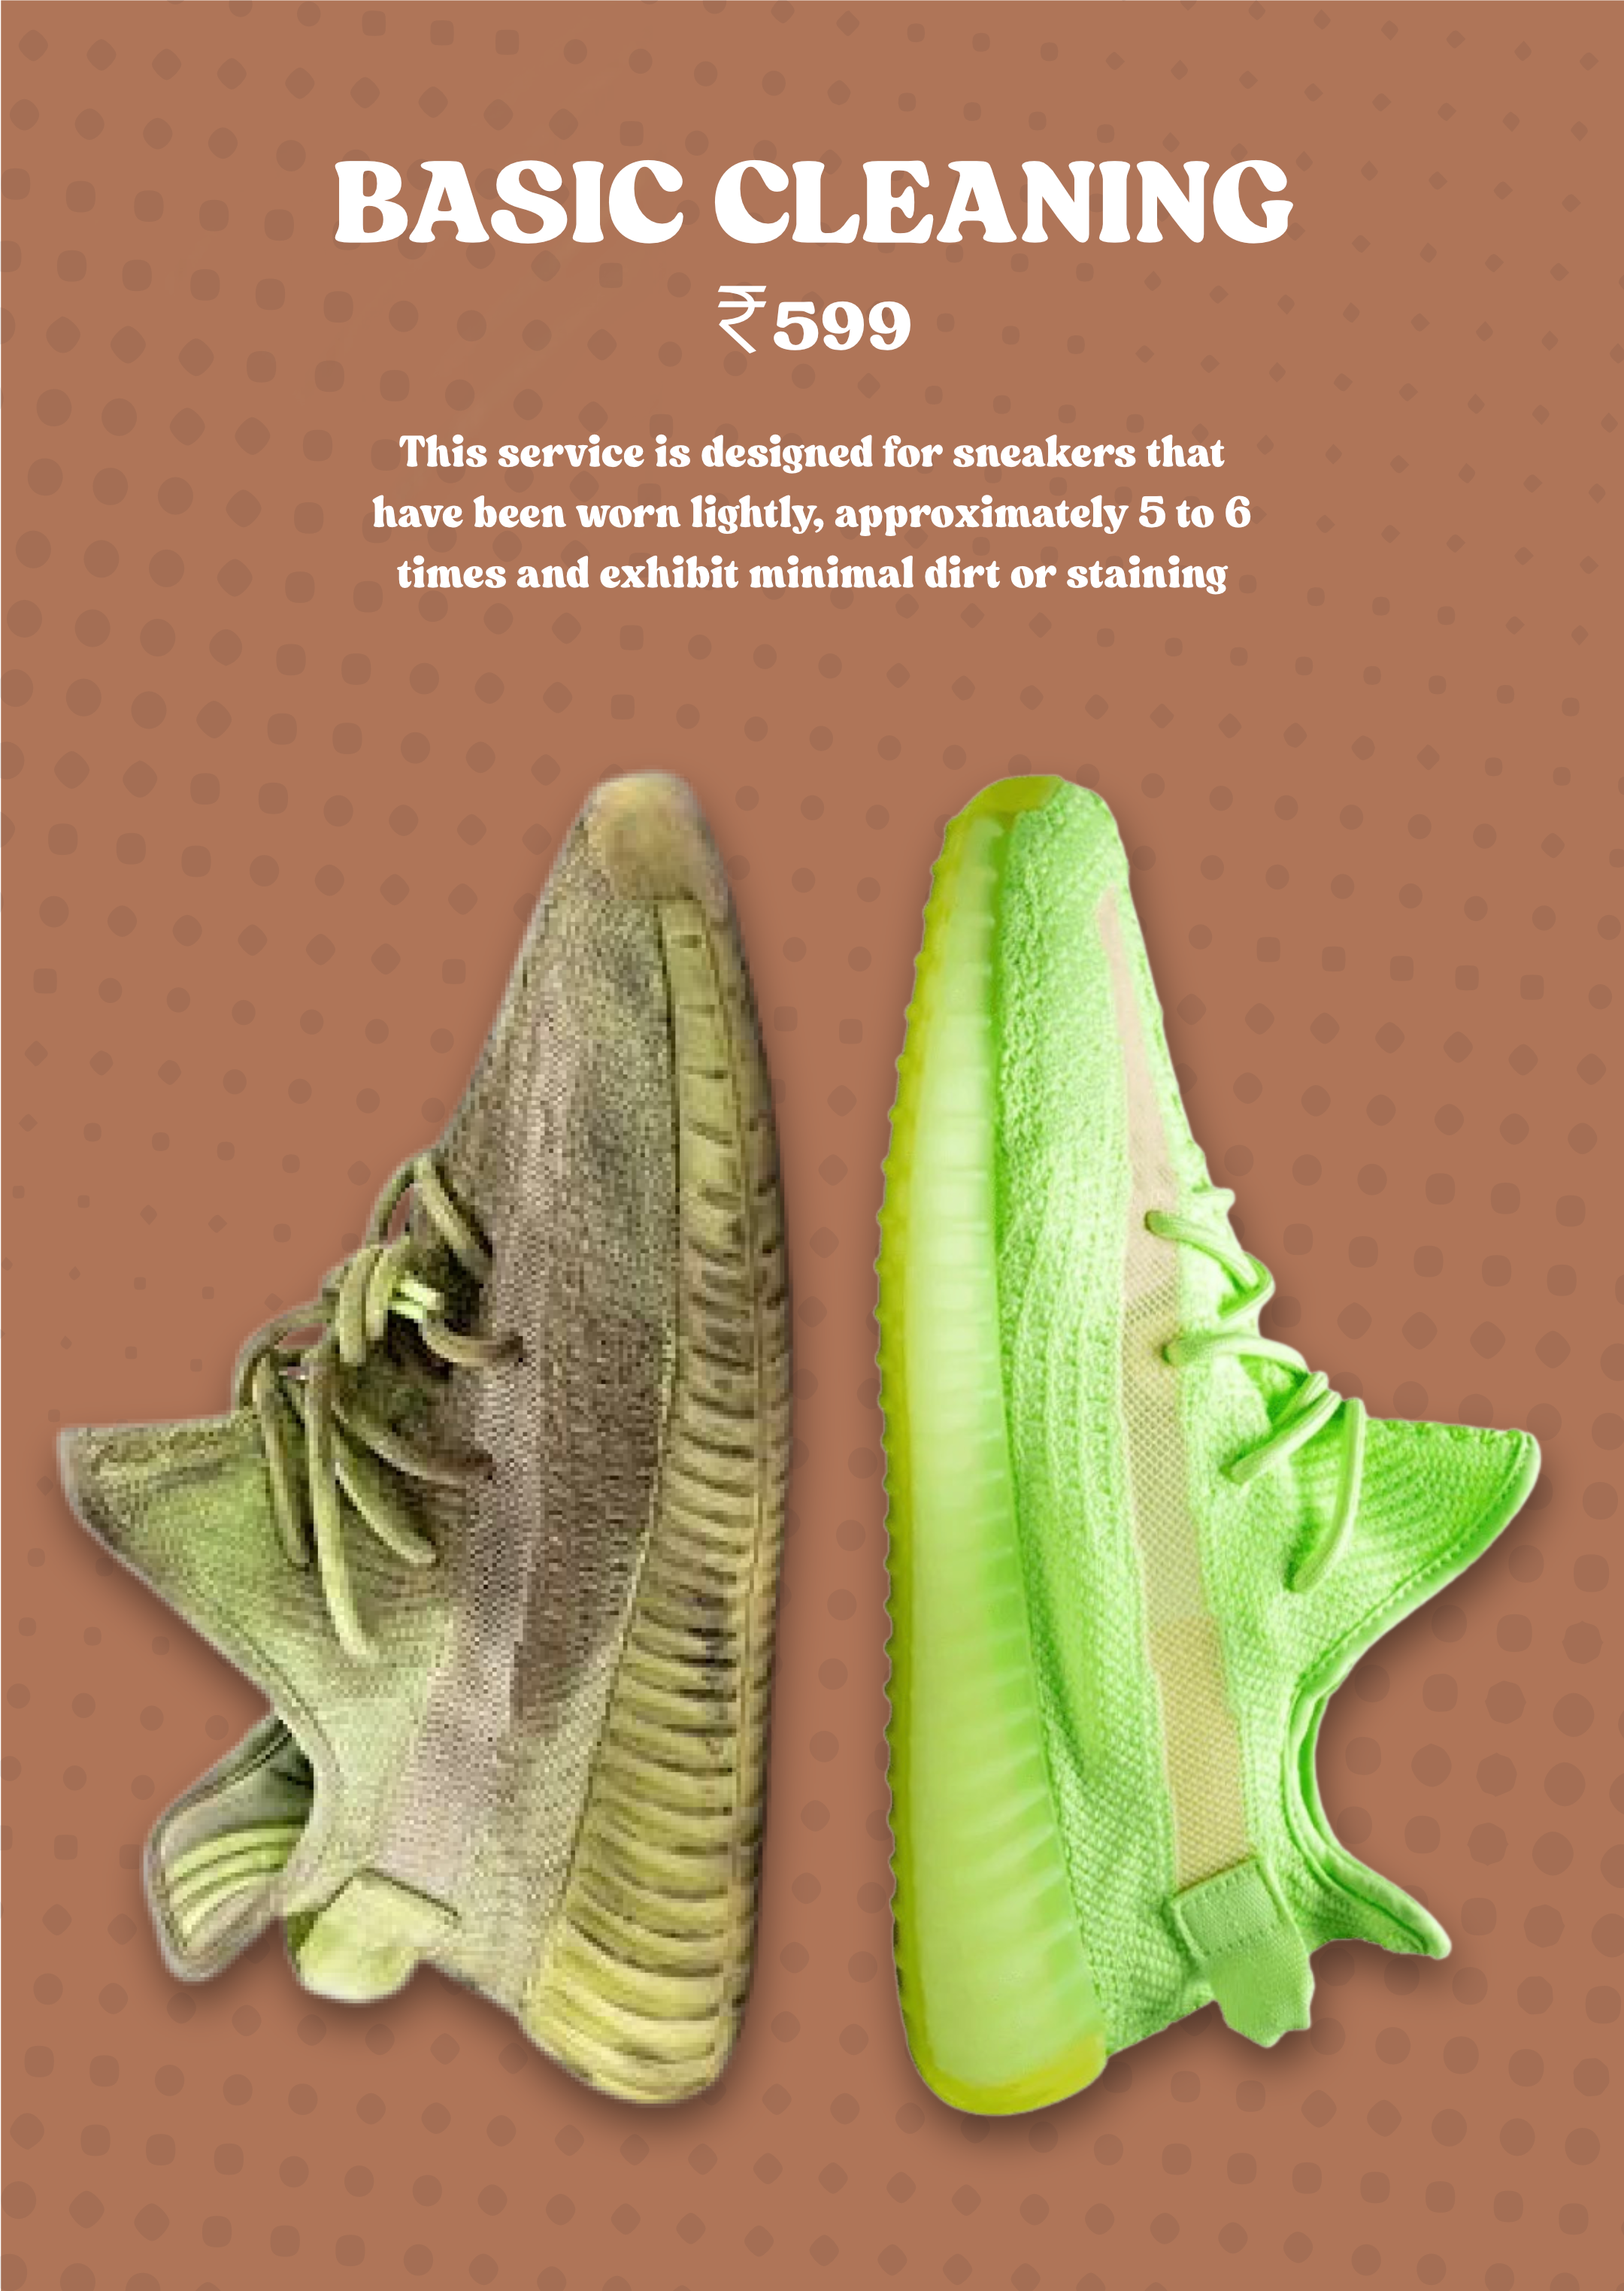 BASIC CLEANING
₹599
This service is designed for sneakers that
have been worn lightly, approximately 5 to 6
times and exhibit minimal dirt or staining